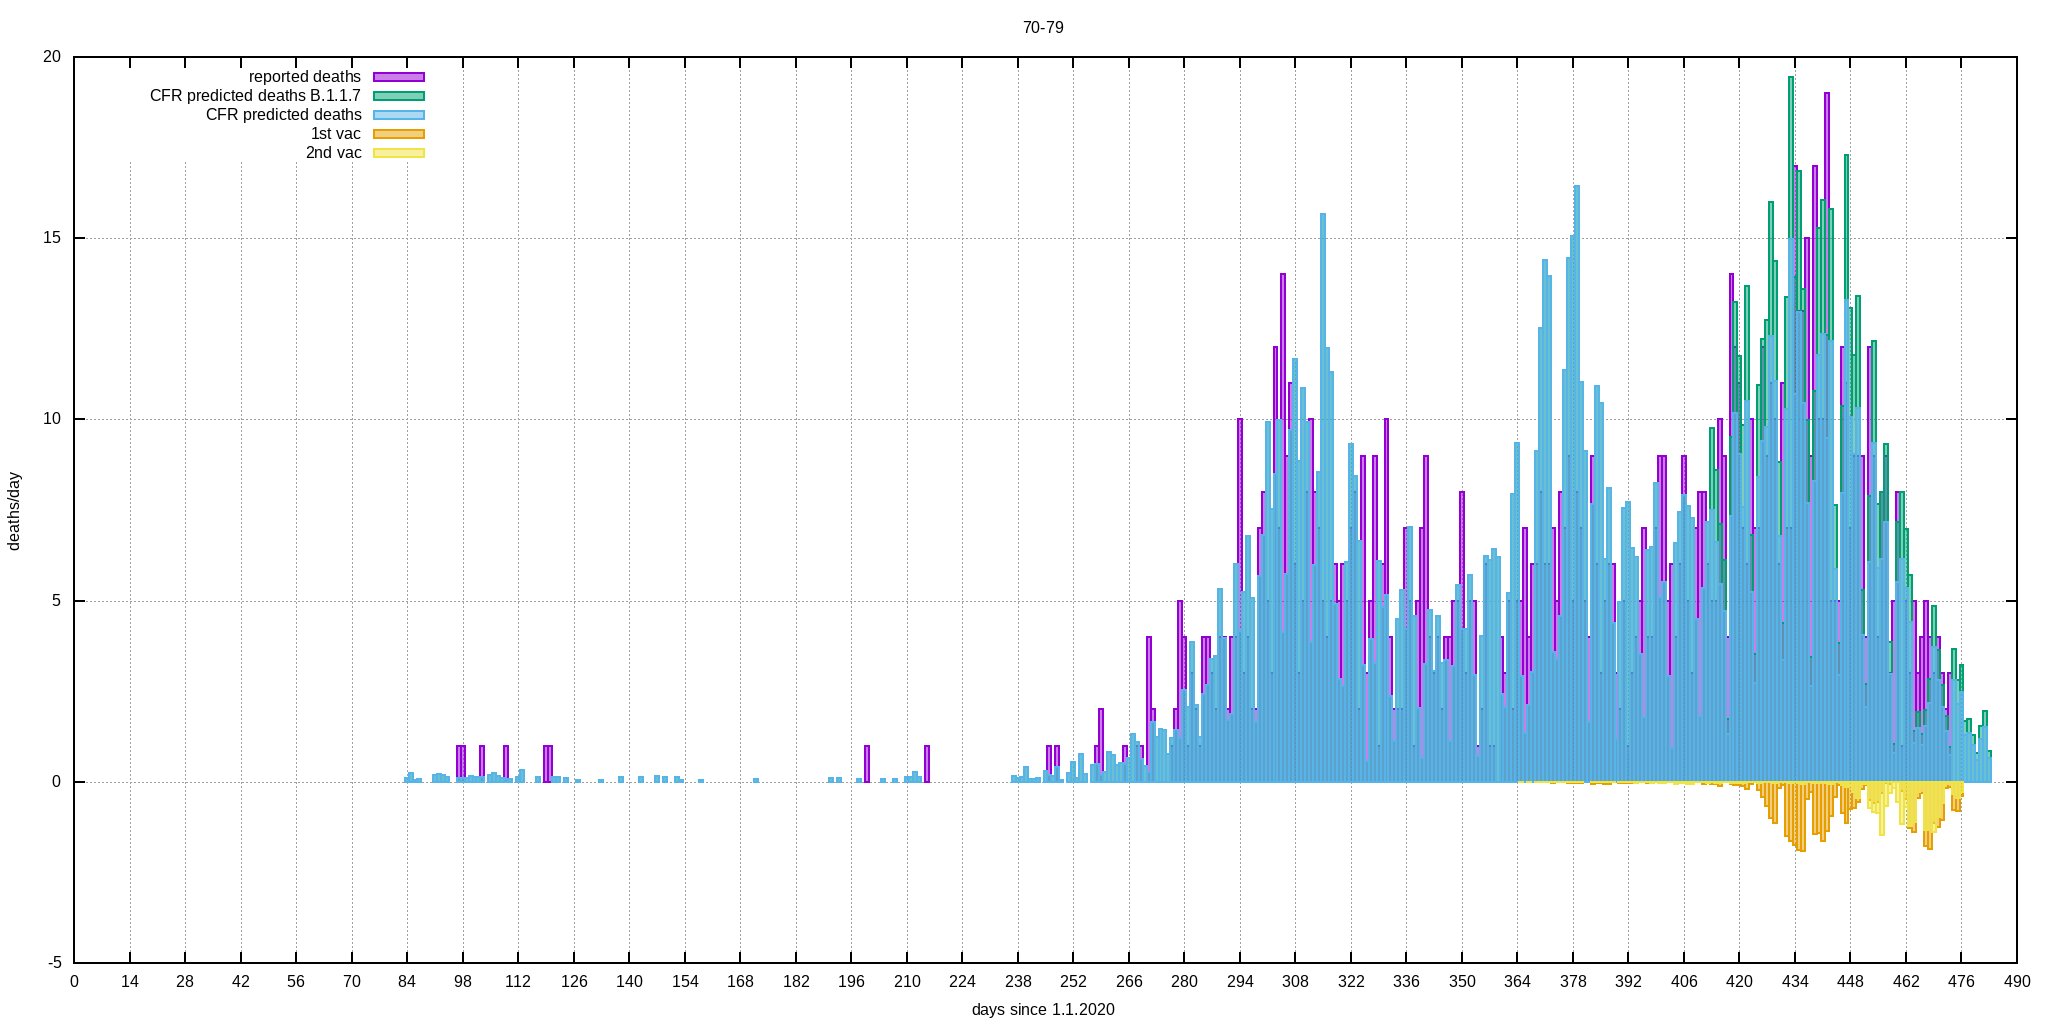 70-79
20
15
10
5
0
-5
deaths/day
reported deaths
CFR predicted deaths B.1.1.7
CFR predicted deaths
1st vac
2nd vac
0 14 28 42 56 70 84 98 112 126 140 154 168 182 196 210 224 238 252 266 280 294 308 322 336 350 364 378 392 406 420 434 448 462 476 490
days since 1.1.2020